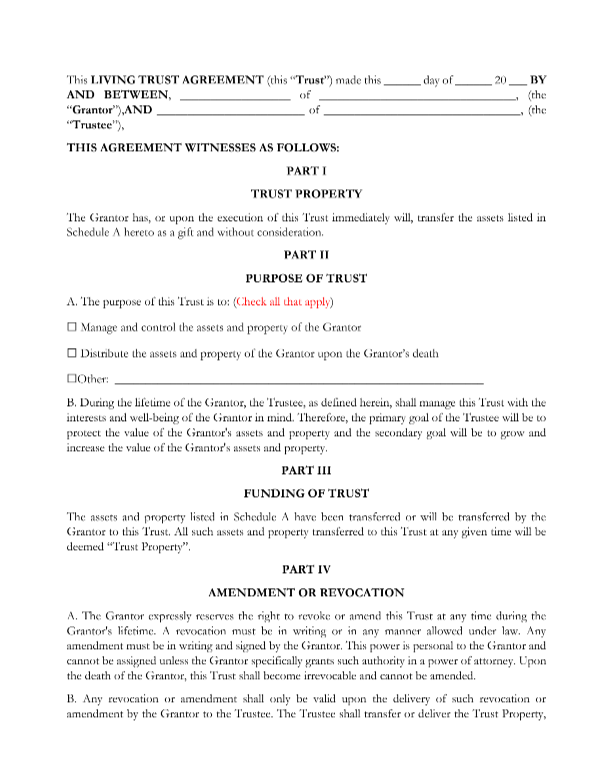 This LIVING TRUST AGREEMENT (this “Trust”) made this ______ day of ______ 20 ___ BY
AND BETWEEN, __________________ of ________________________________, (the
“Grantor”),AND ________________________ of ________________________________, (the
“Trustee”),
THIS AGREEMENT WITNESSES AS FOLLOWS:
PART I
TRUST PROPERTY
The Grantor has, or upon the execution of this Trust immediately will, transfer the assets listed in
Schedule A hereto as a gift and without consideration.
PART II
PURPOSE OF TRUST
A. The purpose of this Trust is to: (Check all that apply)
☐ Manage and control the assets and property of the Grantor
☐ Distribute the assets and property of the Grantor upon the Grantor's death
☐Other: ____________________________________________________________
B. During the lifetime of the Grantor, the Trustee, as defined herein, shall manage this Trust with the
interests and well-being of the Grantor in mind. Therefore, the primary goal of the Trustee will be to
protect the value of the Grantor's assets and property and the secondary goal will be to grow and
increase the value of the Grantor's assets and property.
PART III
FUNDING OF TRUST
The assets and property listed in Schedule A have been transferred or will be transferred by the
Grantor to this Trust. All such assets and property transferred to this Trust at any given time will be
deemed “Trust Property”.
PART IV
AMENDMENT OR REVOCATION
A. The Grantor expressly reserves the right to revoke or amend this Trust at any time during the
Grantor's lifetime. A revocation must be in writing or in any manner allowed under law. Any
amendment must be in writing and signed by the Grantor. This power is personal to the Grantor and
cannot be assigned unless the Grantor specifically grants such authority in a power of attorney. Upon
the death of the Grantor, this Trust shall become irrevocable and cannot be amended.
B. Any revocation or amendment shall only be valid upon the delivery of such revocation or
amendment by the Grantor to the Trustee. The Trustee shall transfer or deliver the Trust Property,